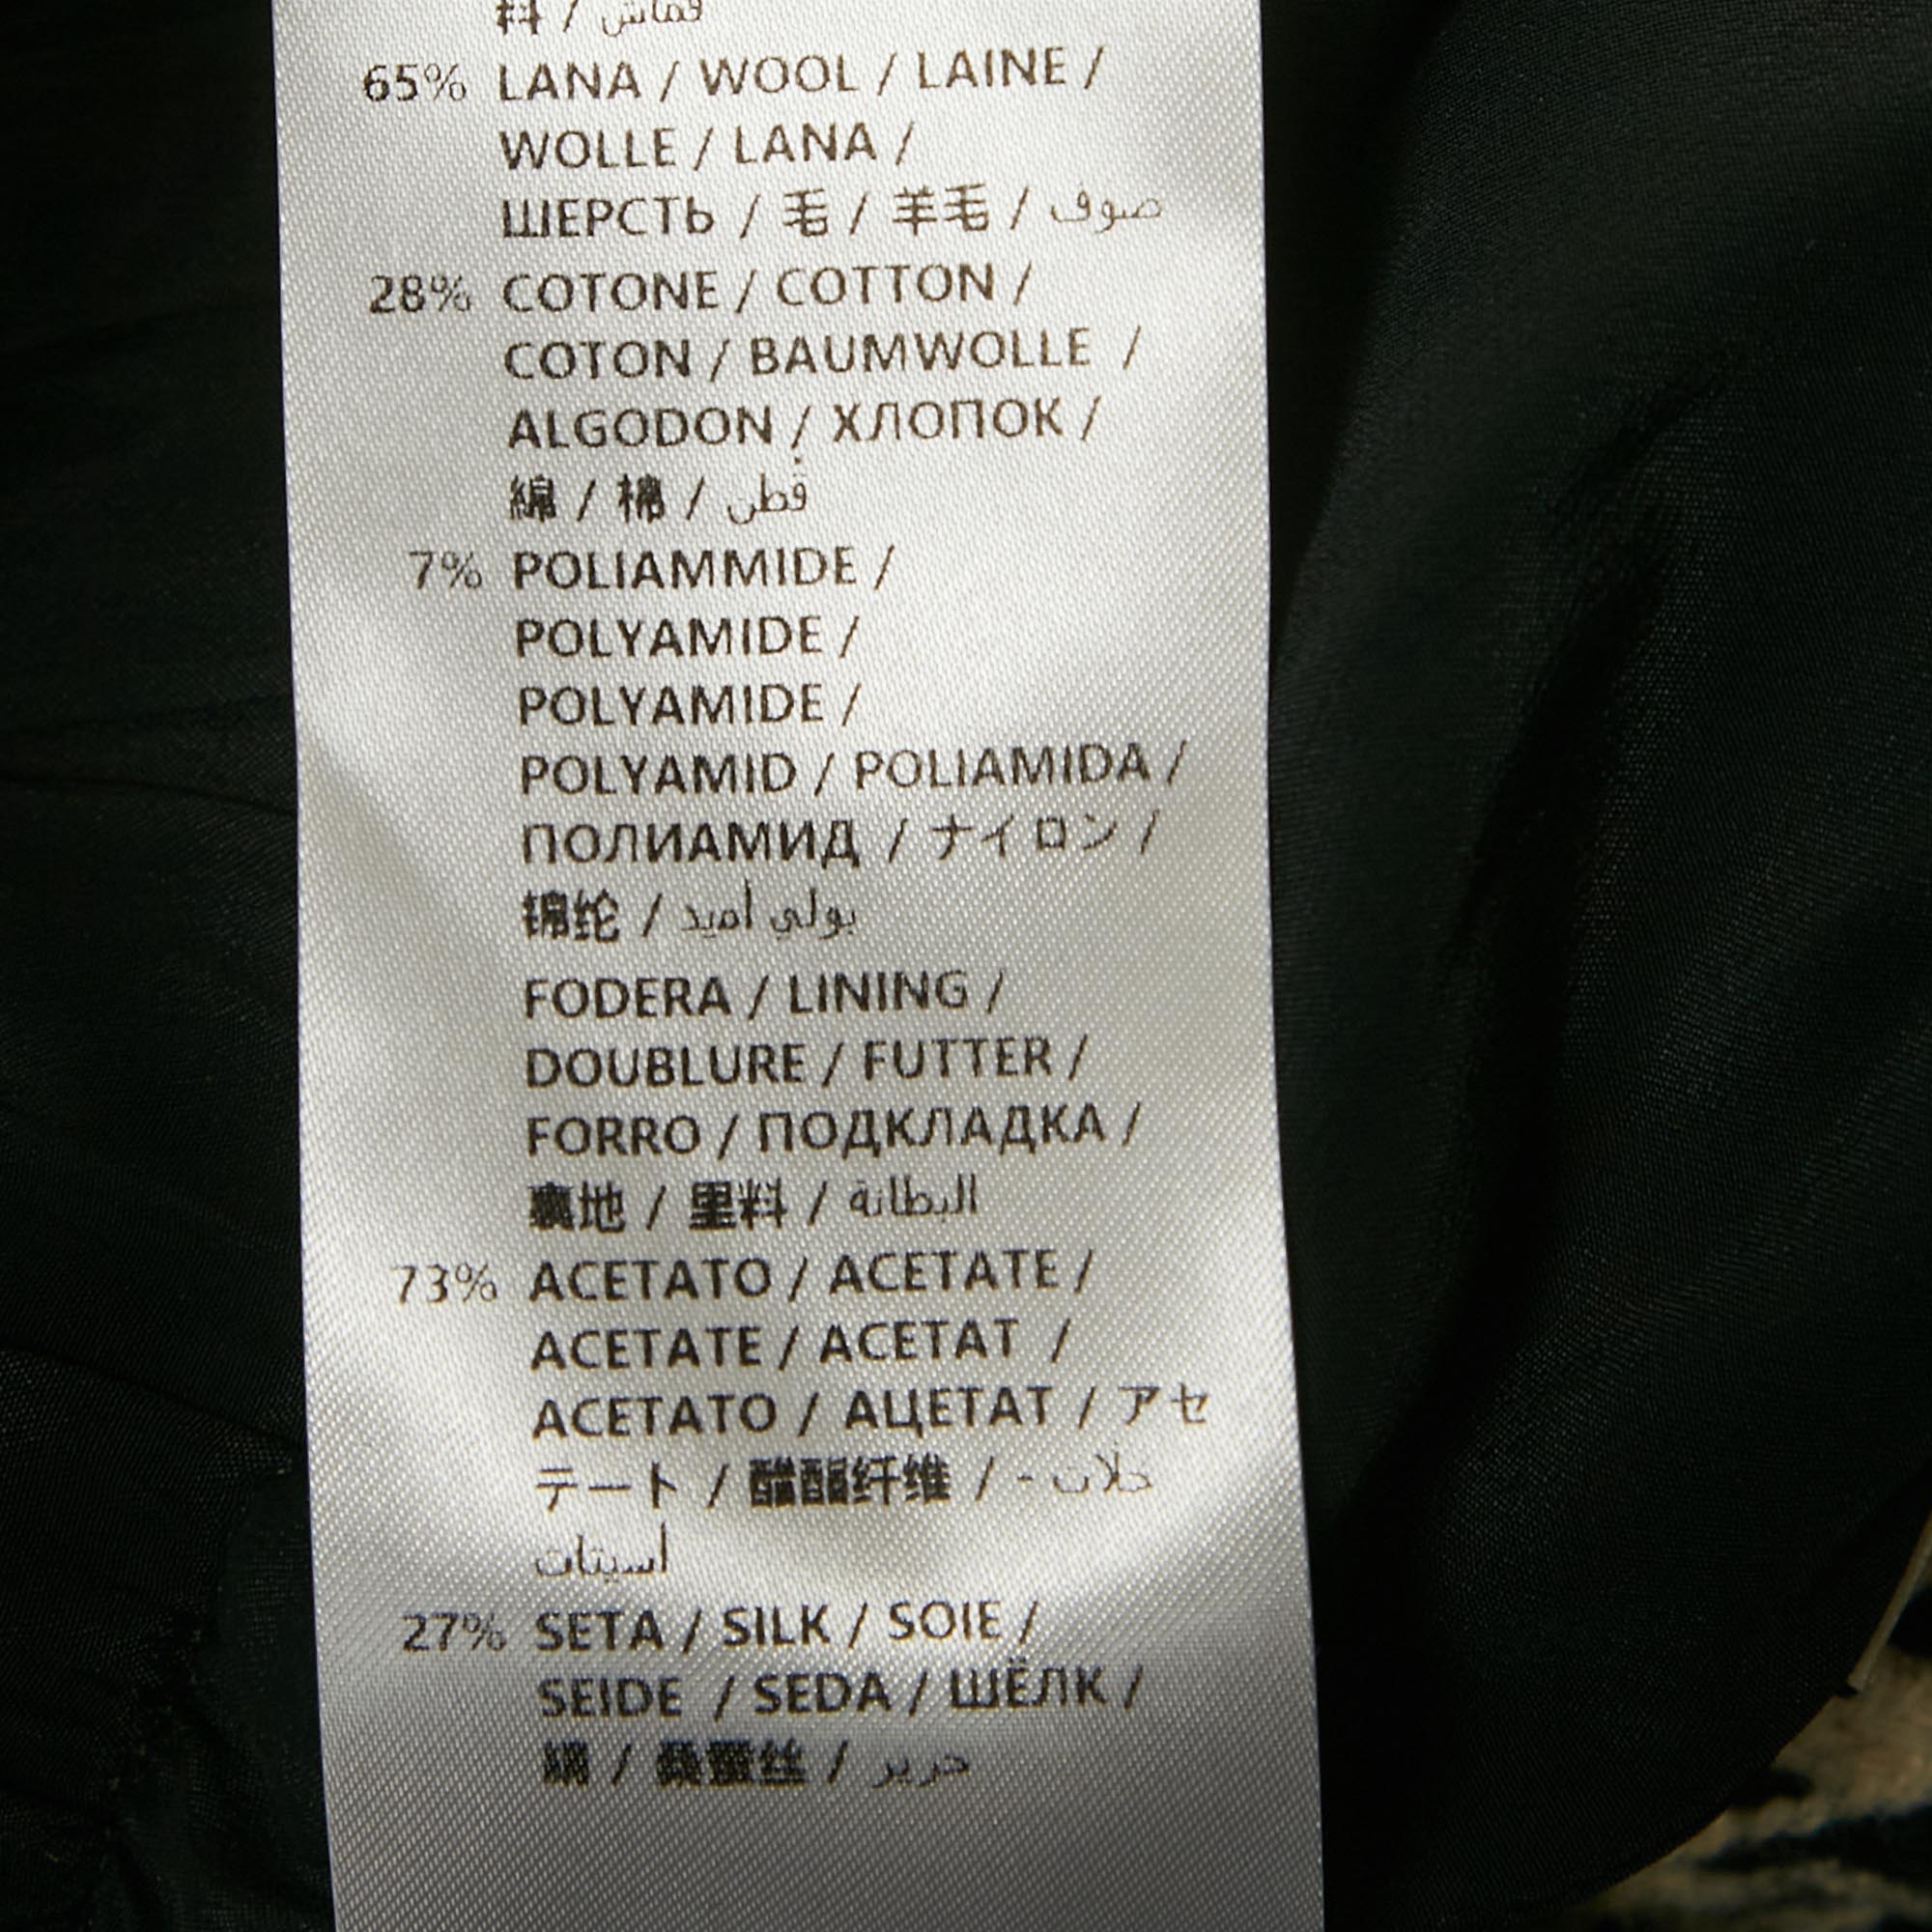 料 / قماش
65% LANA / WOOL / LAINE /
WOLLE / LANA /
ШЕРСТЬ / 毛 / 羊毛 / صوف
28% COTONE / COTTON /
COTON / BAUMWOLLE /
ALGODON / ХЛОПОК /
綿 / 棉 / قطن
7% POLIAMMIDE /
POLYAMIDE /
POLYAMIDE /
POLYAMID / POLIAMIDA /
ПОЛИАМИД / ナイロン /
锦纶 / بولي أميد
FODERA / LINING /
DOUBLURE / FUTTER /
FORRO / ПОДКЛАДКА /
裏地 / 里料 / البطانة
73% ACETATO / ACETATE /
ACETATE / ACETAT /
ACETATO / АЦЕТАТ / アセ
テート / 醋酯纤维 / - خلات
أسيتات
27% SETA / SILK / SOIE /
SEIDE / SEDA / ШЁЛК /
絹 / 桑蚕丝 / حرير